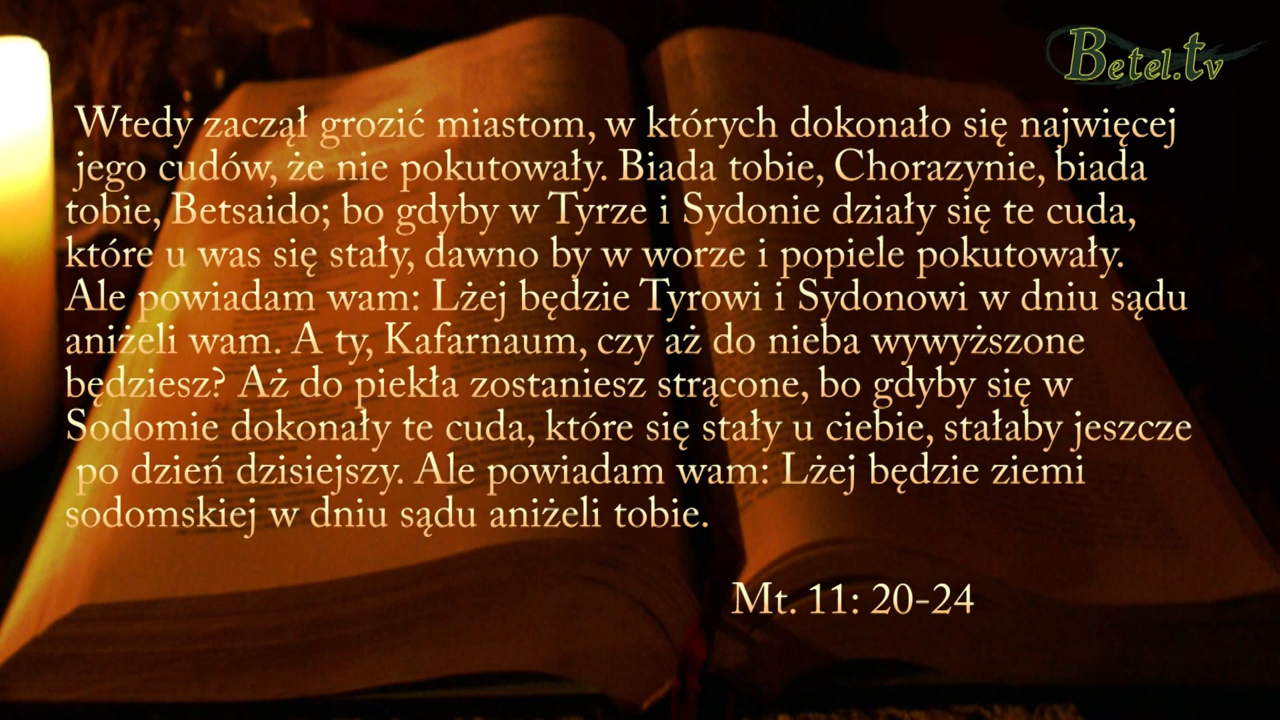 Betel.tv
Wtedy zaczął grozić miastom, w których dokonało się najwięcej
jego cudów, że nie pokutowały. Biada tobie, Chorazynie, biada
tobie, Betsaido; bo gdyby w Tyrze i Sydonie działy się te cuda,
które u was się stały, dawno by w worze i popiele pokutowały.
Ale powiadam wam: Lżej będzie Tyrowi i Sydonowi w dniu sądu
aniżeli wam. A ty, Kafarnaum, czy aż do nieba wywyższone
będziesz? Aż do piekła zostaniesz strącone, bo gdyby się w
Sodomie dokonały te cuda, które się stały u ciebie, stałaby jeszcze
po dzień dzisiejszy. Ale powiadam wam: Lżej będzie ziemi
sodomskiej w dniu sądu aniżeli tobie.
Mt. 11: 20-24